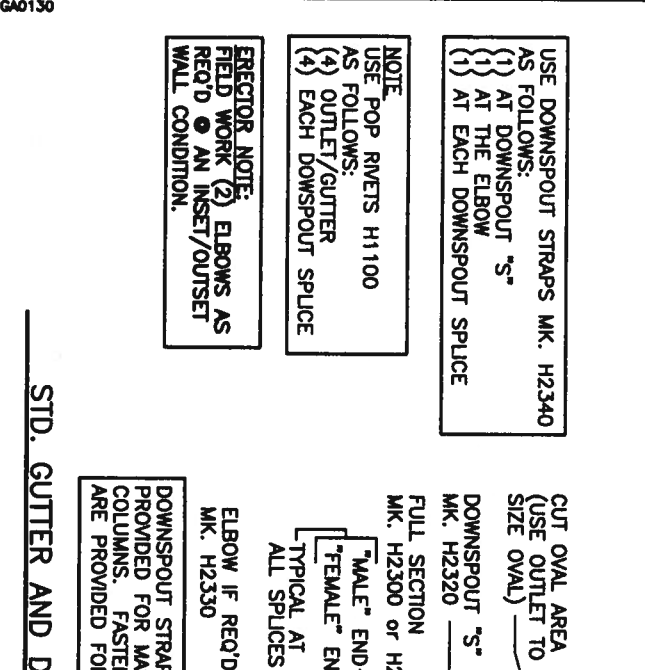 GA0130
USE DOWNSPOUT STRAPS MK. H2340
AS FOLLOWS:
(1) AT DOWNSPOUT "S"
(1) AT THE ELBOW
(1) AT EACH DOWNSPOUT SPLICE
NOTE
USE POP RIVETS H1100
AS FOLLOWS:
(4) OUTLET/GUTTER
(4) EACH DOWSPOUT SPLICE
ERECTOR NOTE:
FIELD WORK (2) ELBOWS AS
REQ'D @ AN INSET/OUTSET
WALL CONDITION.
CUT OVAL AREA
(USE OUTLET TO
SIZE OVAL)
DOWNSPOUT "S"
MK. H2320
FULL SECTION
MK. H2300 or
"MALE" END
"FEMALE"
TYPICAL AT
ALL SPLICES
ELBOW IF REQ'D
MK. H2330
DOWNSPOUT
PROVIDED FOR
COLUMNS.
ARE PROVIDED
STD. GUTTER AND